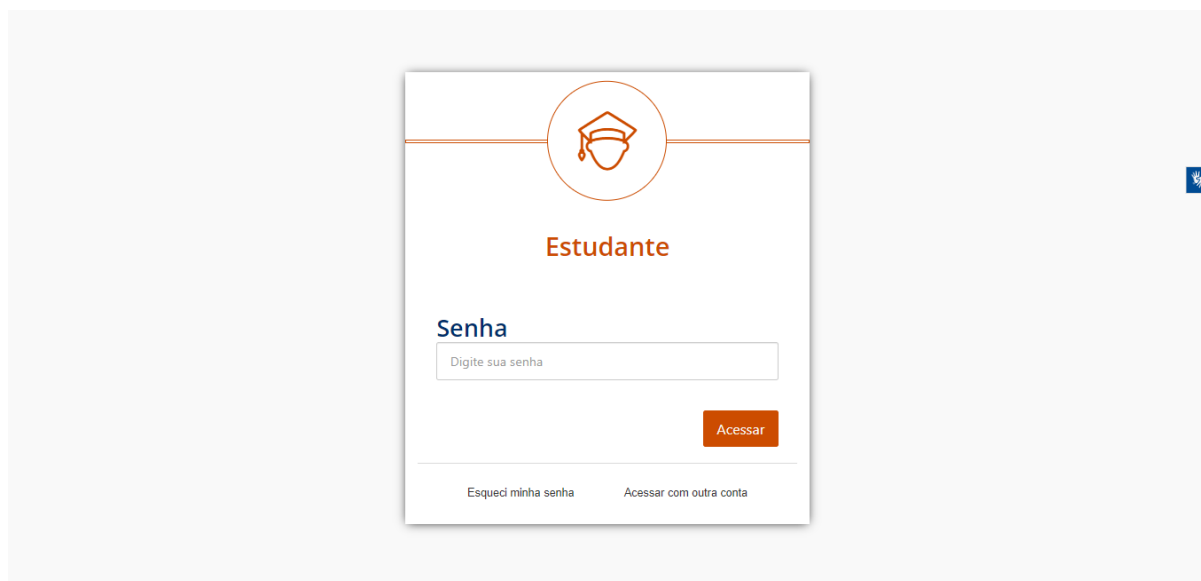 Estudante
Senha
Digite sua senha
Acessar
Esqueci minha senha
Acessar com outra conta